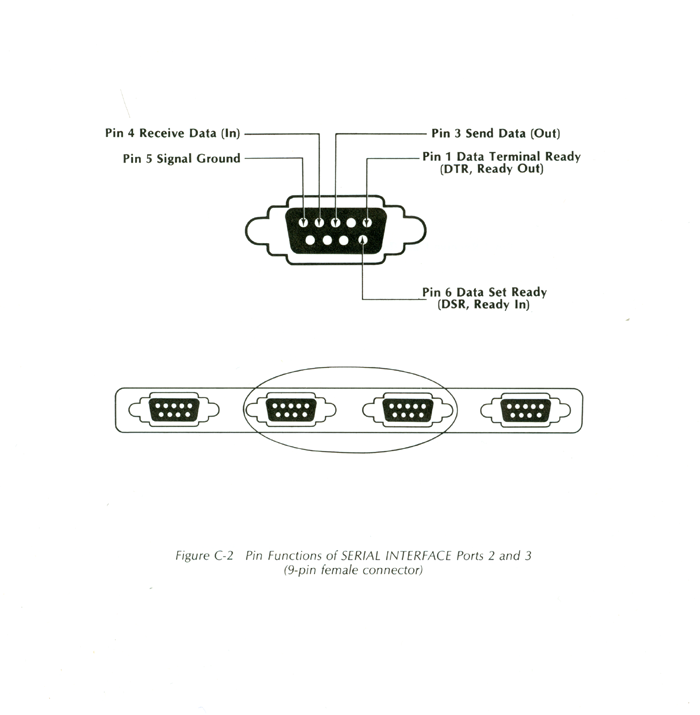 Pin 4 Receive Data (In)
Pin 3 Send Data (Out)
Pin 5 Signal Ground
Pin 1 Data Terminal Ready
(DTR, Ready Out)
Pin 6 Data Set Ready
(DSR, Ready In)
Figure C-2 Pin Functions of SERIAL INTERFACE Ports 2 and 3
(9-pin female connector)